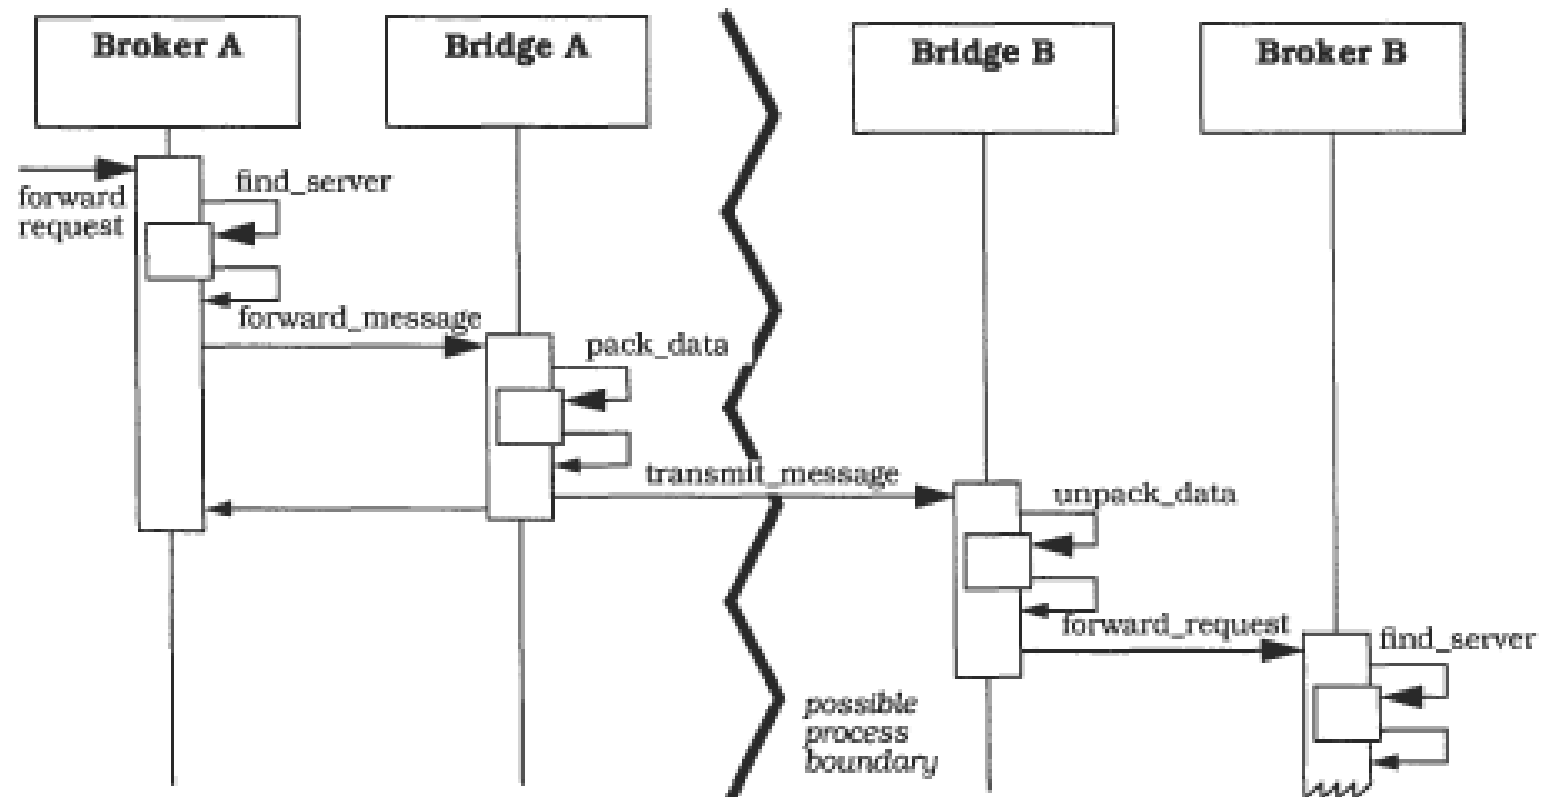 Broker A
Bridge A
Bridge B
Broker B
forward
request
find_server
forward_message
pack_data
transmit_message
unpack_data
forward_request
find_server
possible
process
boundary